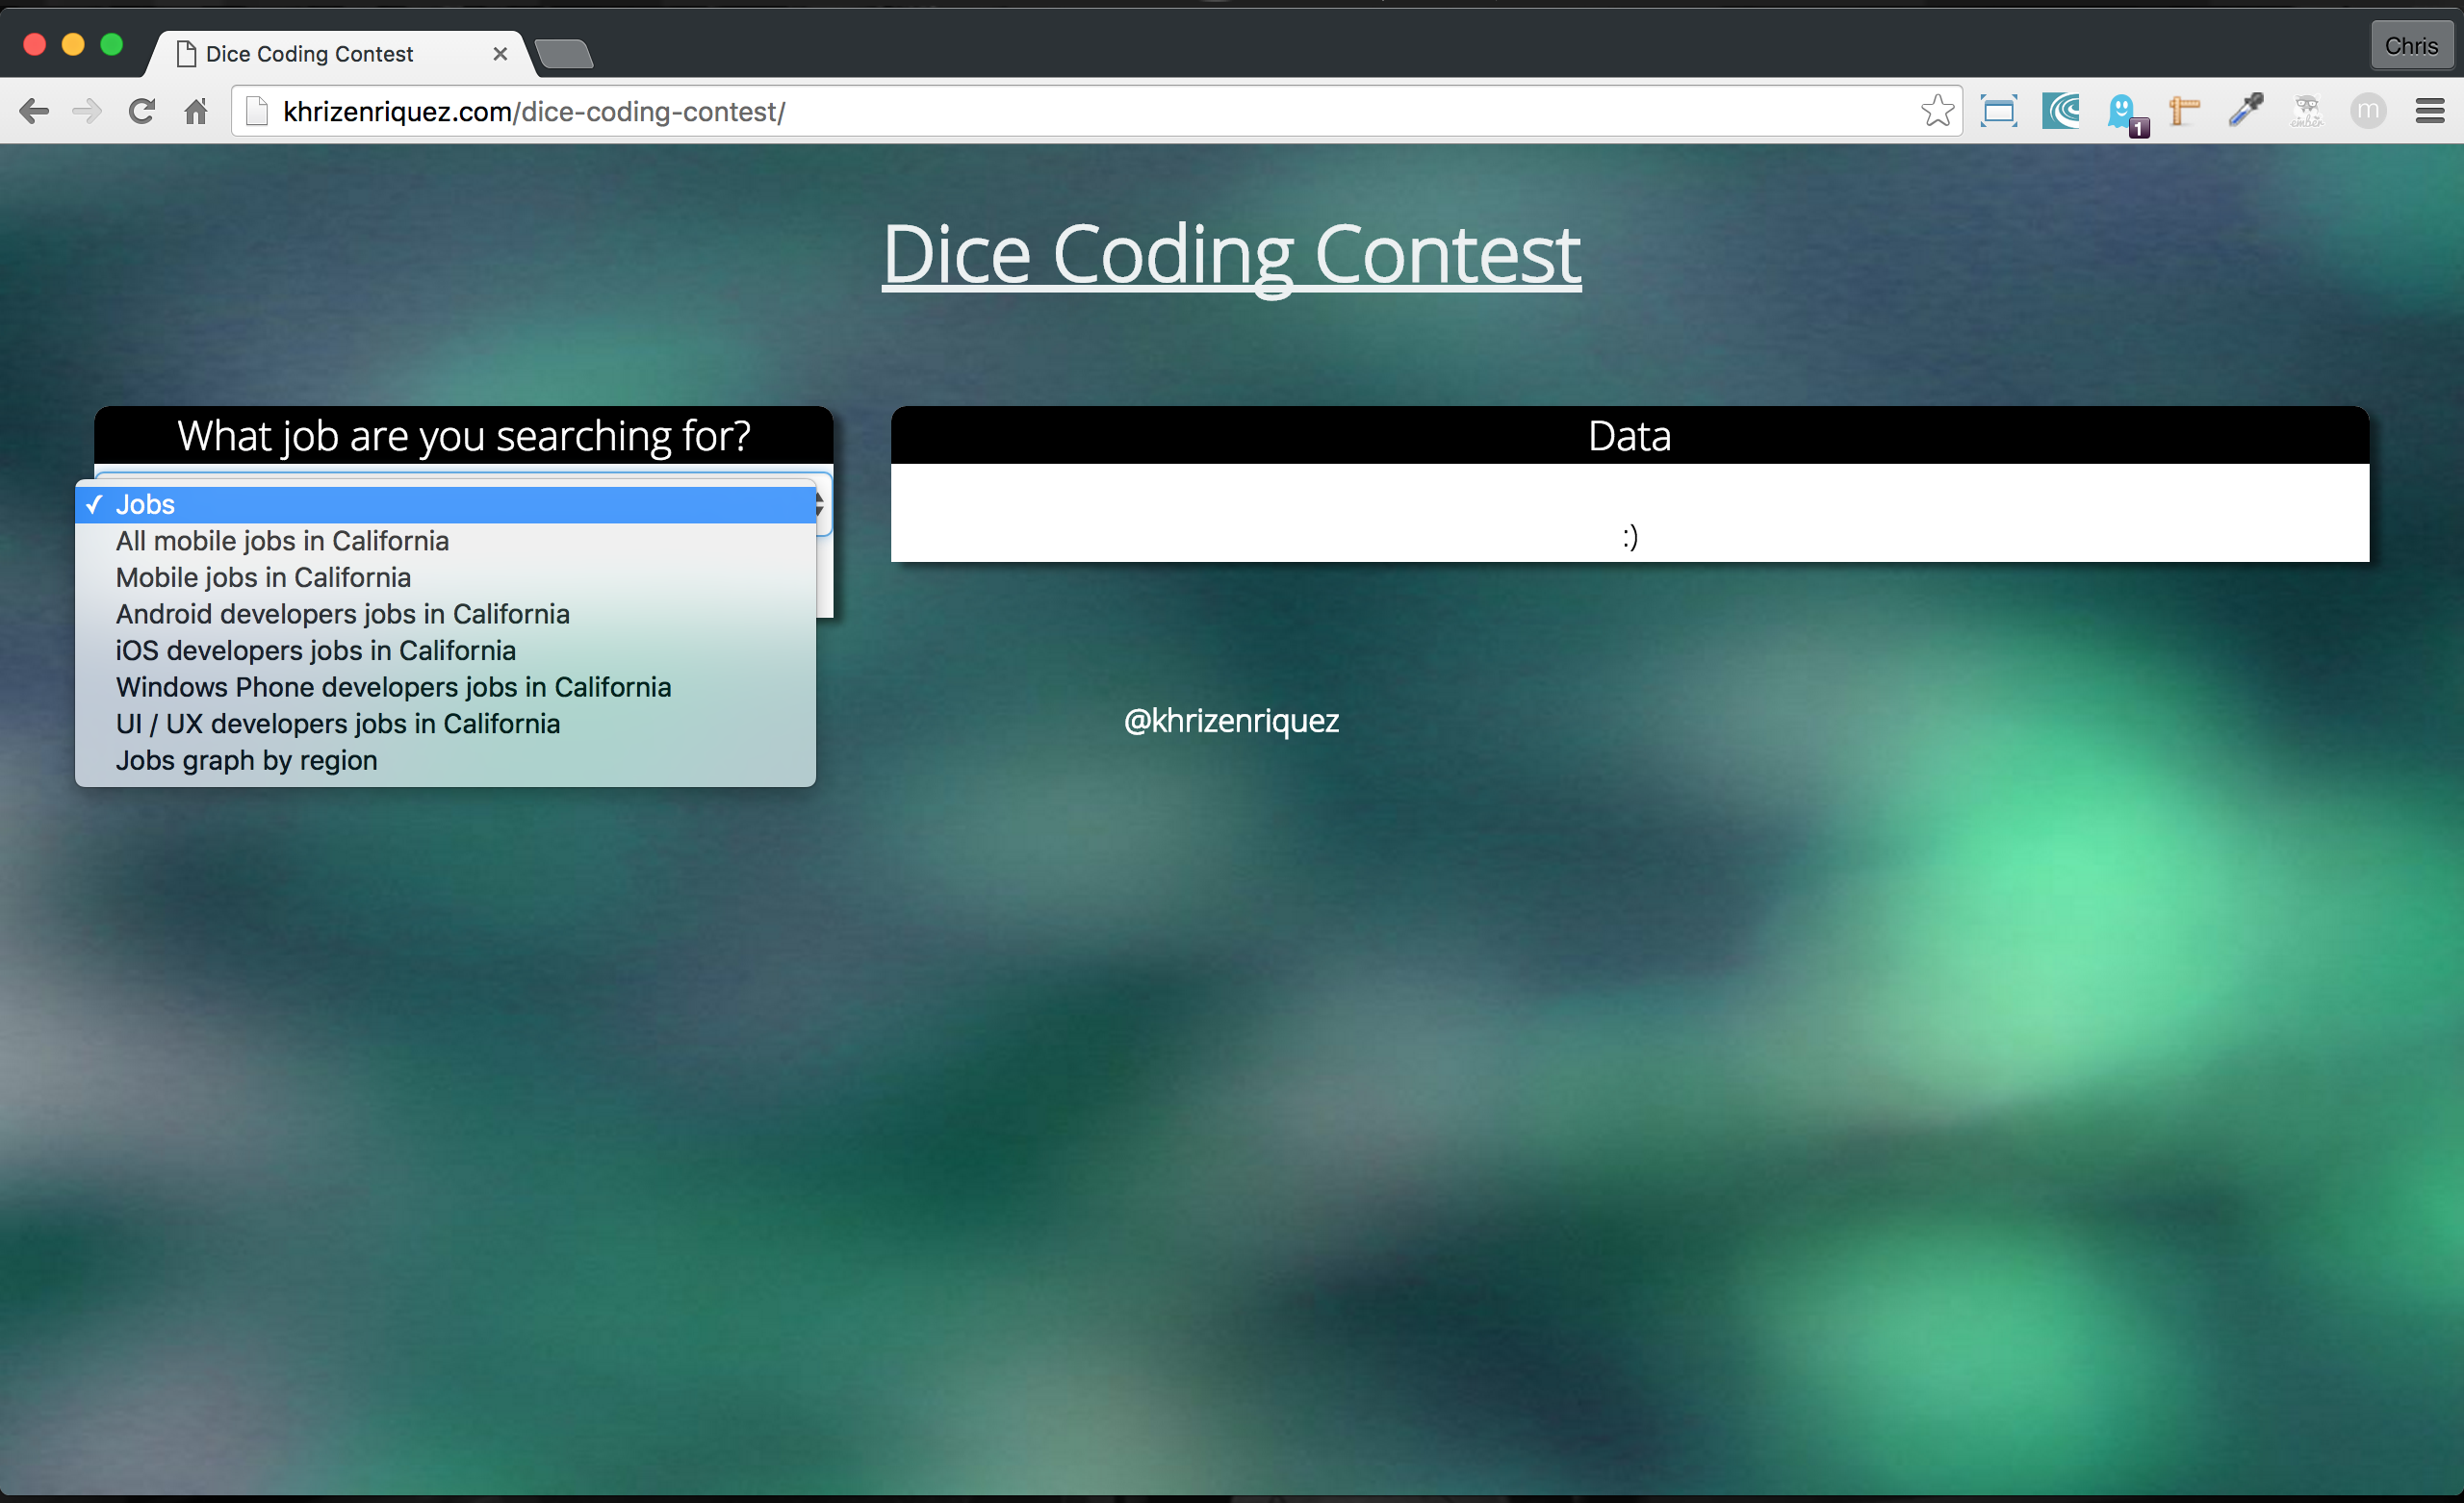 Dice Coding Contest
Chris
khrizenriquez.com/dice-coding-contest/
1
ember
m
Dice Coding Contest
What job are you searching for?
✓ Jobs
All mobile jobs in California
Mobile jobs in California
Android developers jobs in California
iOS developers jobs in California
Windows Phone developers jobs in California
UI / UX developers jobs in California
Jobs graph by region
Data
:)
@khrizenriquez